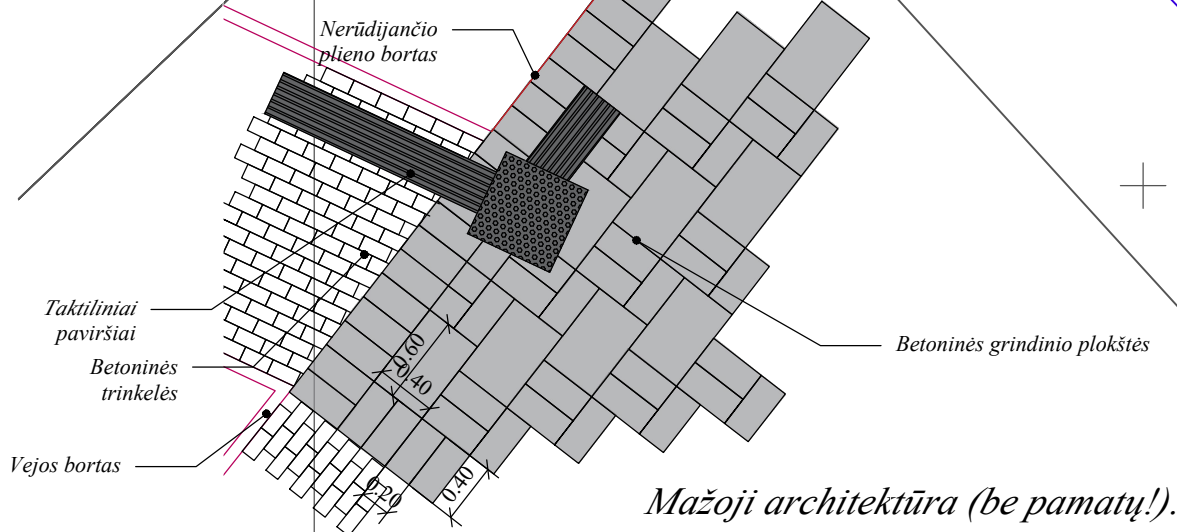 Nerūdijančio
plieno bortas
Taktiliniai
paviršiai
Betoninės
trinkelės
Vejos bortas
Betoninės grindinio plokštės
0.60
0.40
0.20
0.40
Mažoji architektūra (be pamatų!).